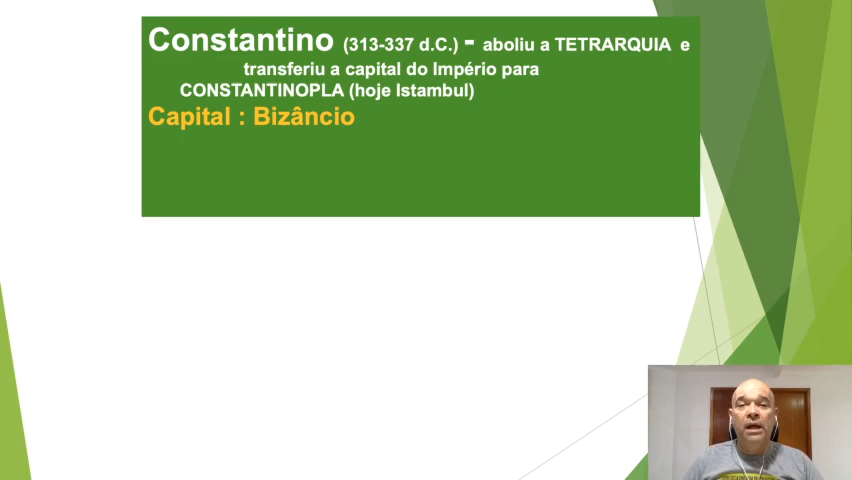 Constantino (313-337 d.C.) - aboliu a TETRARQUIA e
transferiu a capital do Império para
CONSTANTINOPLA (hoje Istambul)
Capital : Bizâncio